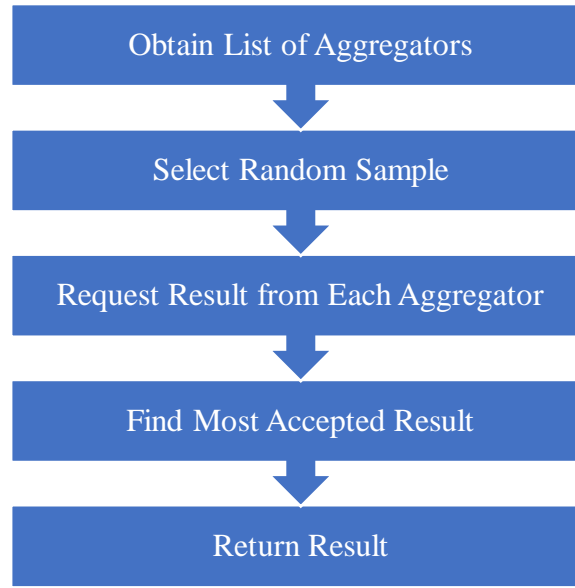 Obtain List of Aggregators
Select Random Sample
Request Result from Each Aggregator
Find Most Accepted Result
Return Result